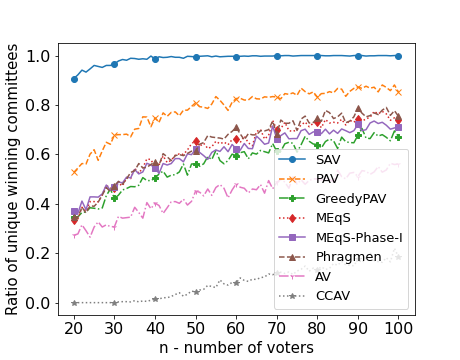 Ratio of unique winning committees
1.0
0.8
0.6
0.4
0.2
0.0
SAV
PAV
GreedyPAV
MEqS
MEqS-Phase-I
Phragmen
AV
CCAV
20 30 40 50 60 70 80 90 100
n - number of voters